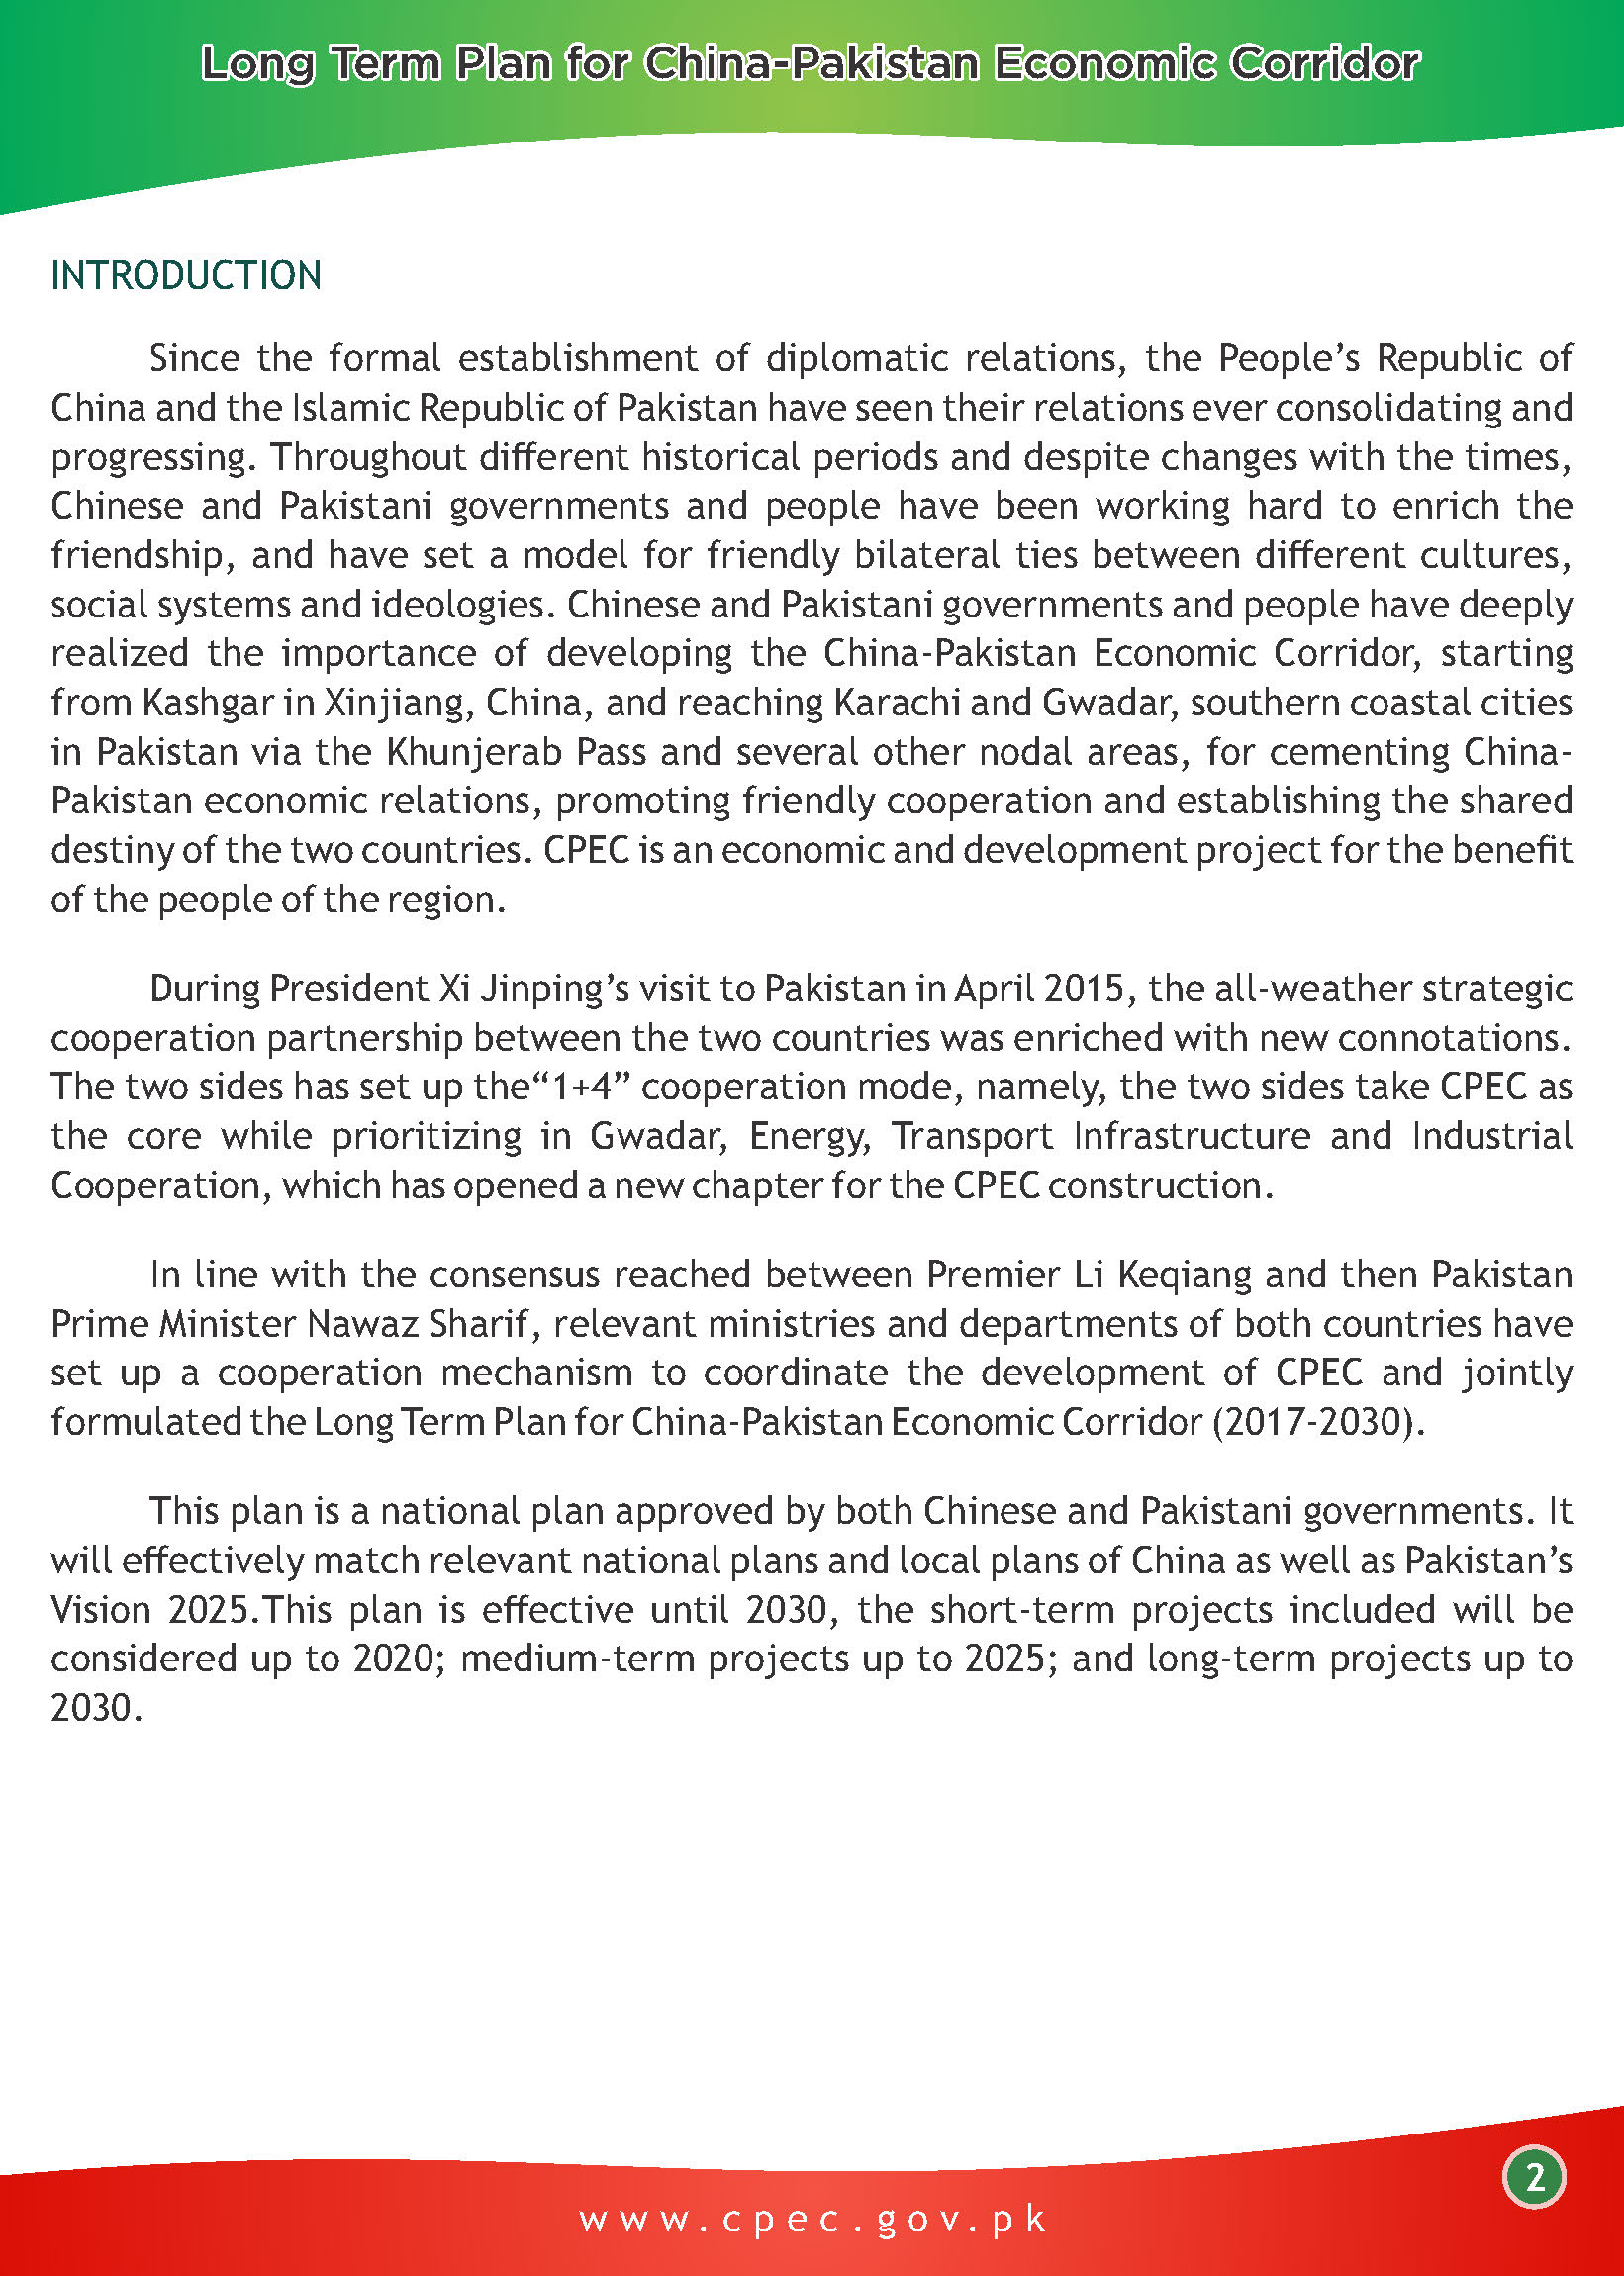 Long Term Plan for China-Pakistan Economic Corridor
INTRODUCTION
Since the formal establishment of diplomatic relations, the People’s Republic of
China and the Islamic Republic of Pakistan have seen their relations ever consolidating and
progressing. Throughout different historical periods and despite changes with the times,
Chinese and Pakistani governments and people have been working hard to enrich the
friendship, and have set a model for friendly bilateral ties between different cultures,
social systems and ideologies. Chinese and Pakistani governments and people have deeply
realized the importance of developing the China-Pakistan Economic Corridor, starting
from Kashgar in Xinjiang, China, and reaching Karachi and Gwadar, southern coastal cities
in Pakistan via the Khunjerab Pass and several other nodal areas, for cementing China-
Pakistan economic relations, promoting friendly cooperation and establishing the shared
destiny of the two countries. CPEC is an economic and development project for the benefit
of the people of the region.
During President Xi Jinping’s visit to Pakistan in April 2015, the all-weather strategic
cooperation partnership between the two countries was enriched with new connotations.
The two sides has set up the“1+4” cooperation mode, namely, the two sides take CPEC as
the core while prioritizing in Gwadar, Energy, Transport Infrastructure and Industrial
Cooperation, which has opened a new chapter for the CPEC construction.
In line with the consensus reached between Premier Li Keqiang and then Pakistan
Prime Minister Nawaz Sharif, relevant ministries and departments of both countries have
set up a cooperation mechanism to coordinate the development of CPEC and jointly
formulated the Long Term Plan for China-Pakistan Economic Corridor (2017-2030).
This plan is a national plan approved by both Chinese and Pakistani governments. It
will effectively match relevant national plans and local plans of China as well as Pakistan’s
Vision 2025.This plan is effective until 2030, the short-term projects included will be
considered up to 2020; medium-term projects up to 2025; and long-term projects up to
2030.
2
www.cpec.gov.pk